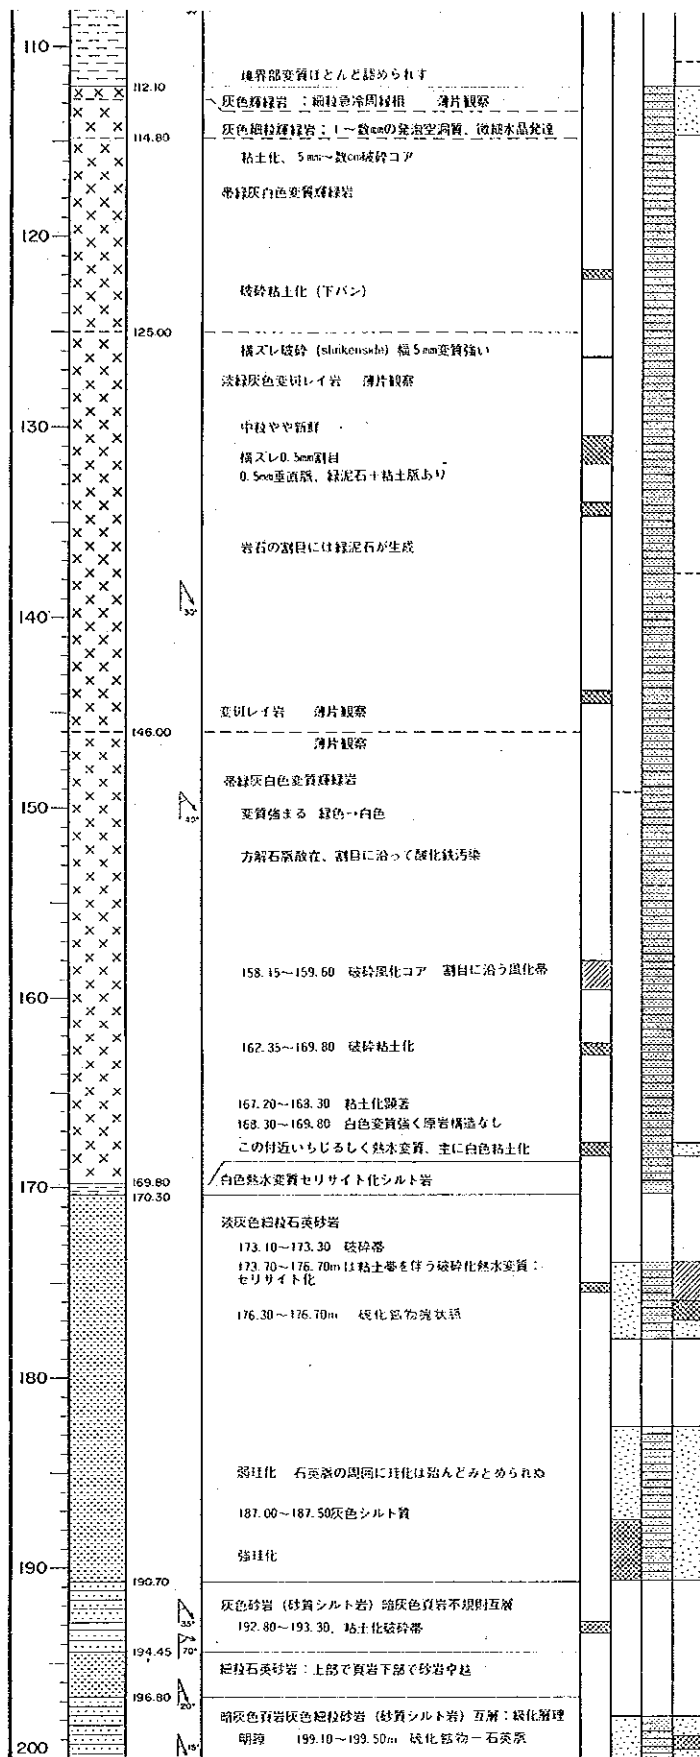 110
境界部変質ほとんど認められず
112.10
灰色輝緑岩：細粒急冷周縁相 薄片観察
灰色細粒輝緑岩：1～数mmの発泡空洞質、微細水晶発達
114.80
粘土化、5mm～数cm破砕コア
帯緑灰白色変質輝緑岩
120
破砕粘土化（下バン）
125.00
横ズレ破砕 (slickenside) 幅5mm変質強い
淡緑灰色変斑レイ岩 薄片観察
中粒やや新鮮
130
横ズレ0.5mm割目
0.5mm垂直脈、緑泥石＋粘土脈あり
岩石の割目には緑泥石が生成
30°
140
変斑レイ岩 薄片観察
146.00
薄片観察
帯緑灰白色変質輝緑岩
150
40°
変質強まる 緑色→白色
方解石脈散在、割目に沿って酸化鉄汚染
158.15～159.60 破砕風化コア 割目に沿う風化帯
160
162.35～169.80 破砕粘土化
167.20～168.30 粘土化顕著
168.30～169.80 白色変質強く原岩構造なし
この付近いちじるしく熱水変質、主に白色粘土化
169.80
白色熱水変質セリサイト化シルト岩
170
170.30
淡灰色細粒石英砂岩
173.10～173.30 破砕帯
173.70～176.70mは粘土帯を伴う破砕化熱水変質：
セリサイト化
176.30～176.70m 硫化鉱物塊状脈
180
弱珪化 石英脈の周囲に珪化は殆んどみとめられぬ
187.00～187.50灰色シルト質
強珪化
190
190.70
灰色砂岩（砂質シルト岩）暗灰色頁岩不規則互層
35°
192.80～193.30、粘土化破砕帯
70°
194.45
細粒石英砂岩：上部で頁岩下部で砂岩卓越
196.80
20°
暗灰色頁岩灰色細粒砂岩（砂質シルト岩）互層：級化層理
明瞭 199.10～199.50m 硫化鉱物－石英脈
15°
200